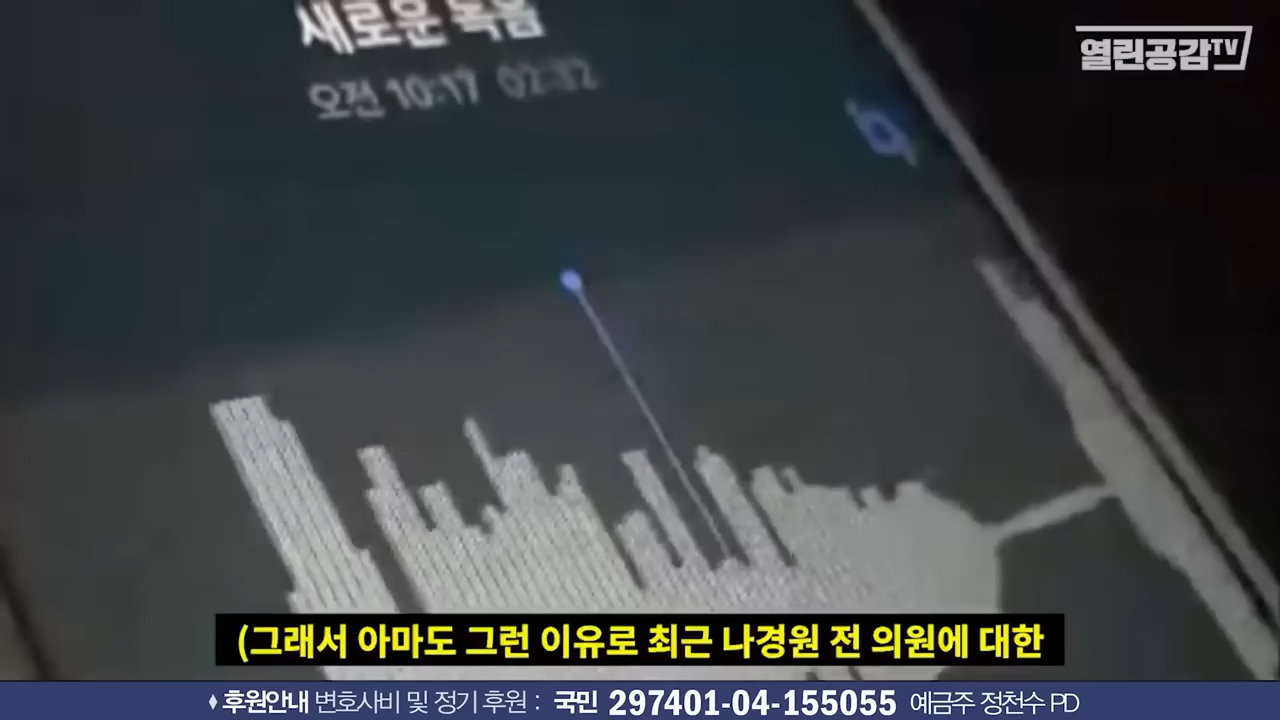 새로운 녹음
열린공감TV
오전 10:17 02:32
(그래서 아마도 그런 이유로 최근 나경원 전 의원에 대한
♦ 후원안내 변호사비 및 정기 후원 : 국민 297401-04-155055 예금주 정천수 PD